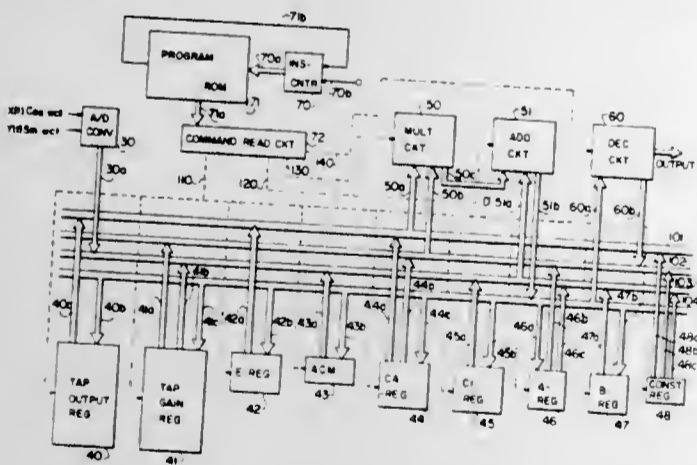 71b
PROGRAM
ROM
70a
INS-
CNTR
70b
70
71
71a
COMMAND READ CKT
72
A/D
CONV
30
30a
110
120
130
140
50
MULT
CKT
50a
50b
50c
51
ADD
CKT
51a
51b
60
DEC
CKT
OUTPUT
60a
60b
101
102
103
104
40a
40b
41a
41b
41c
42a
42b
43a
43b
44a
44b
44c
45a
45b
46a
46b
46c
47a
47b
48a
48b
48c
TAP
OUTPUT
REG
40
TAP
GAIN
REG
41
E REG
42
ACM
43
REG
44
REG
45
A-
REG
46
B-
REG
47
CONST
REG
48